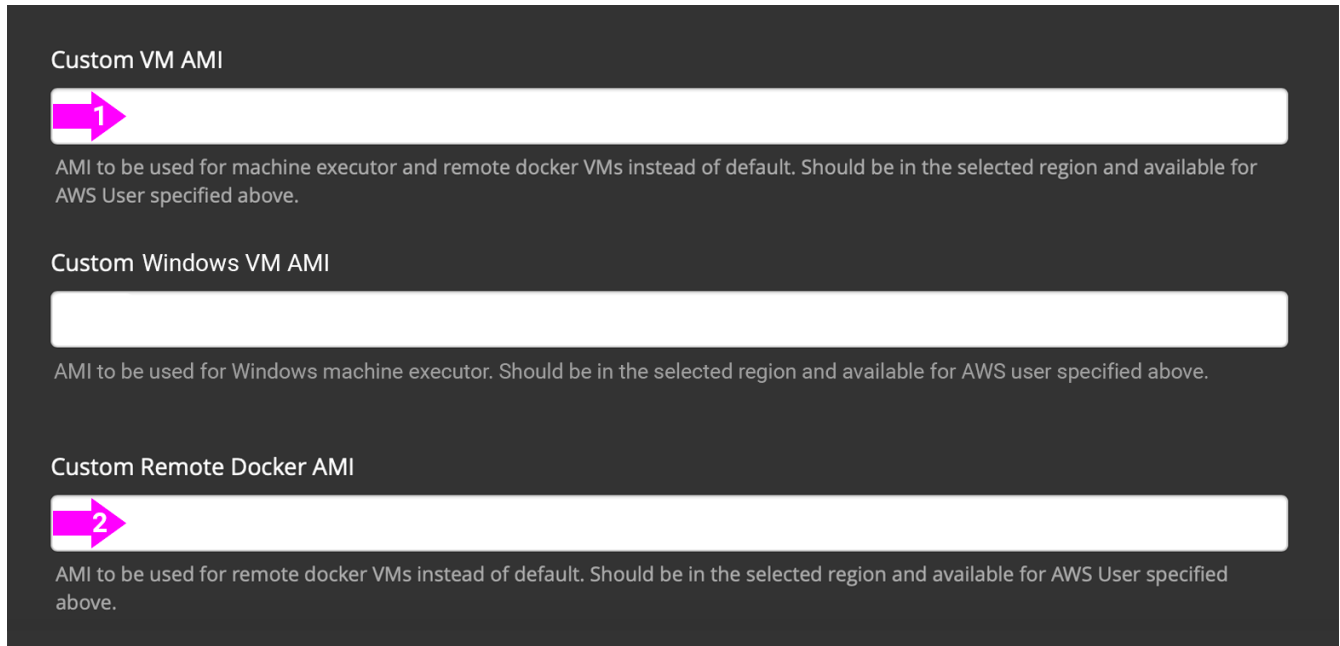 Custom VM AMI
1
AMI to be used for machine executor and remote docker VMs instead of default. Should be in the selected region and available for
AWS User specified above.
Custom Windows VM AMI
AMI to be used for Windows machine executor. Should be in the selected region and available for AWS user specified above.
Custom Remote Docker AMI
2
AMI to be used for remote docker VMs instead of default. Should be in the selected region and available for AWS User specified
above.